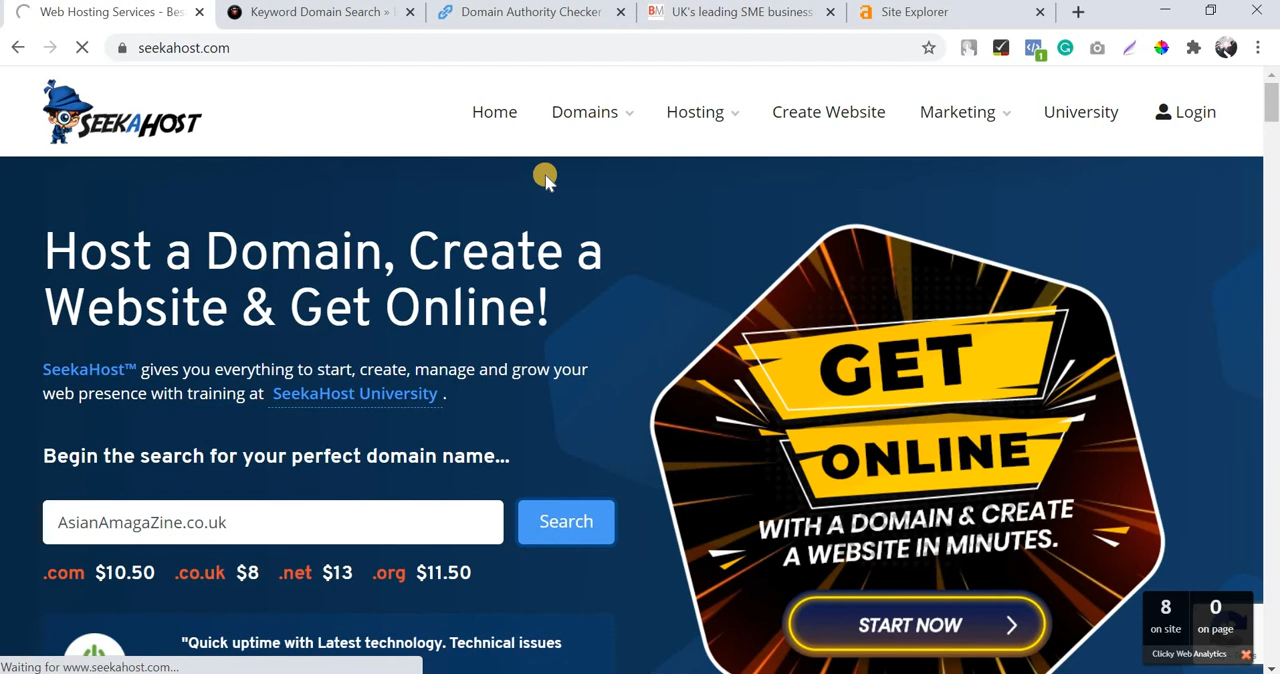 Web Hosting Services - Bes
Keyword Domain Search »
Domain Authority Checker
BM UK's leading SME business
a Site Explorer
seekahost.com
1
SEEKAHOST
Home
Domains
Hosting
Create Website
Marketing
University
Login
Host a Domain, Create a
Website & Get Online!
SeekaHost™ gives you everything to start, create, manage and grow your
web presence with training at SeekaHost University .
Begin the search for your perfect domain name...
AsianAmagaZine.co.uk
Search
.com $10.50 .co.uk $8 .net $13 .org $11.50
"Quick uptime with Latest technology. Technical issues
GET
ONLINE
WITH A DOMAIN & CREATE
A WEBSITE IN MINUTES.
START NOW
8 0
on site on page
Clicky Web Analytics
Waiting for www.seekahost.com...